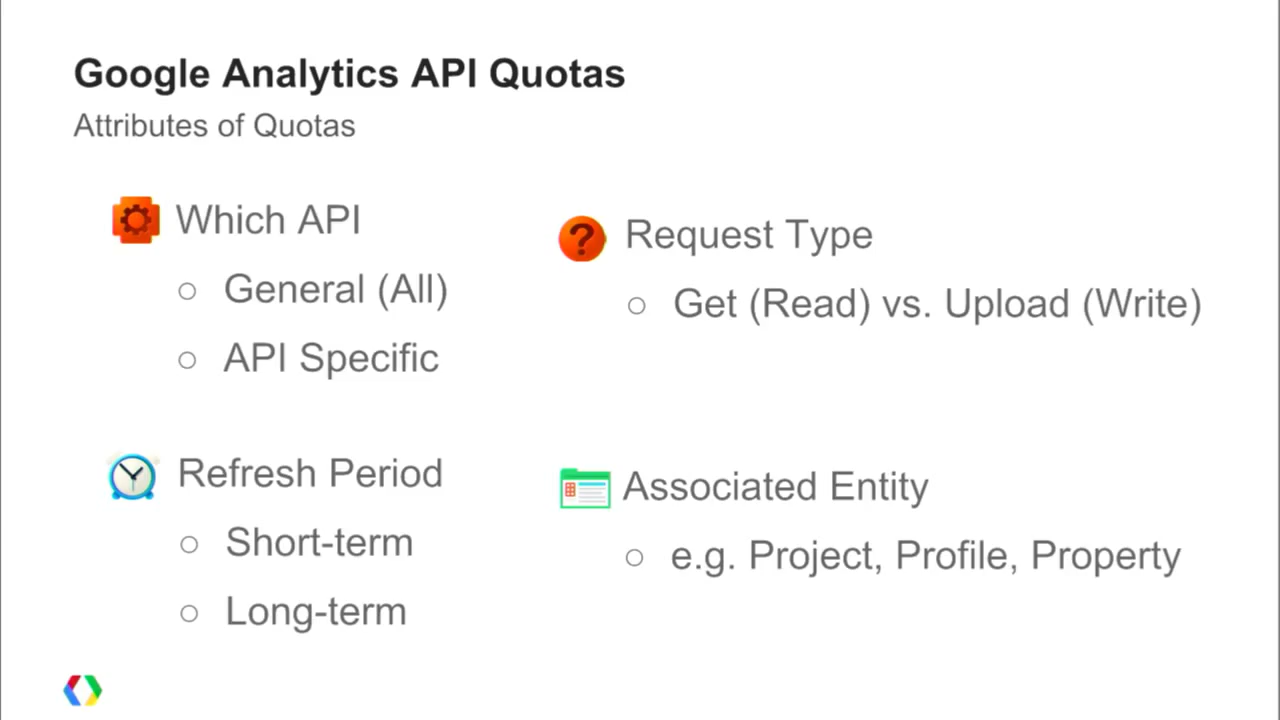 Google Analytics API Quotas
Attributes of Quotas
Which API
○ General (All)
○ API Specific
Request Type
○ Get (Read) vs. Upload (Write)
Refresh Period
○ Short-term
○ Long-term
Associated Entity
○ e.g. Project, Profile, Property